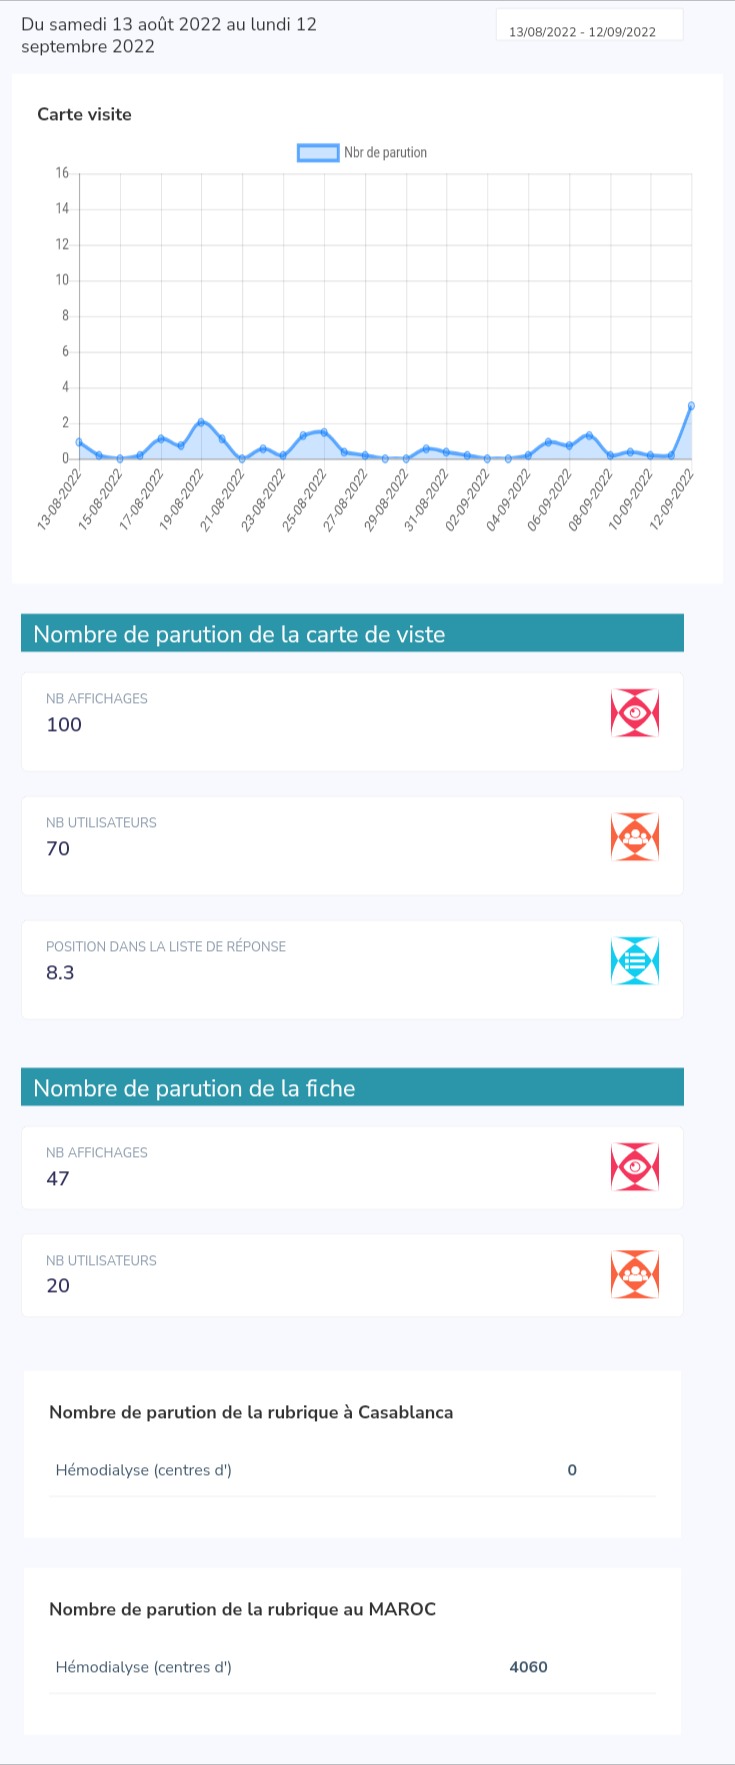 Du samedi 13 août 2022 au lundi 12
septembre 2022
13/08/2022 - 12/09/2022
Carte visite
Nbr de parution
16
14
12
10
8
6
4
2
0
13-08-2022
15-08-2022
17-08-2022
19-08-2022
21-08-2022
23-08-2022
25-08-2022
27-08-2022
29-08-2022
31-08-2022
02-09-2022
04-09-2022
06-09-2022
08-09-2022
10-09-2022
12-09-2022
Nombre de parution de la carte de viste
NB AFFICHAGES
100
NB UTILISATEURS
70
POSITION DANS LA LISTE DE RÉPONSE
8.3
Nombre de parution de la fiche
NB AFFICHAGES
47
NB UTILISATEURS
20
Nombre de parution de la rubrique à Casablanca
Hémodialyse (centres d') 0
Nombre de parution de la rubrique au MAROC
Hémodialyse (centres d') 4060